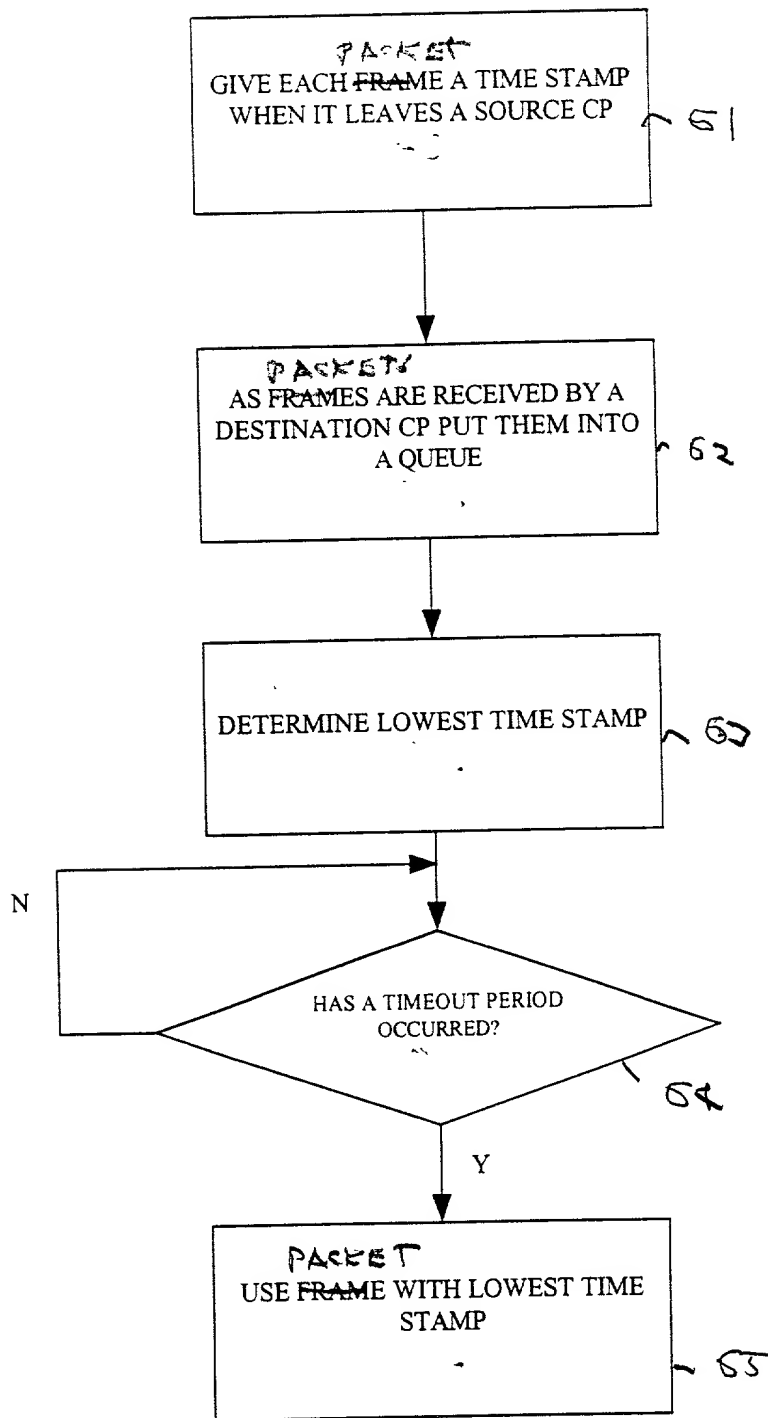 PACKET
GIVE EACH FRAME A TIME STAMP
WHEN IT LEAVES A SOURCE CP
61
PACKETS
AS FRAMES ARE RECEIVED BY A
DESTINATION CP PUT THEM INTO
A QUEUE
62
DETERMINE LOWEST TIME STAMP
63
N
HAS A TIMEOUT PERIOD
OCCURRED?
64
Y
PACKET
USE FRAME WITH LOWEST TIME
STAMP
65